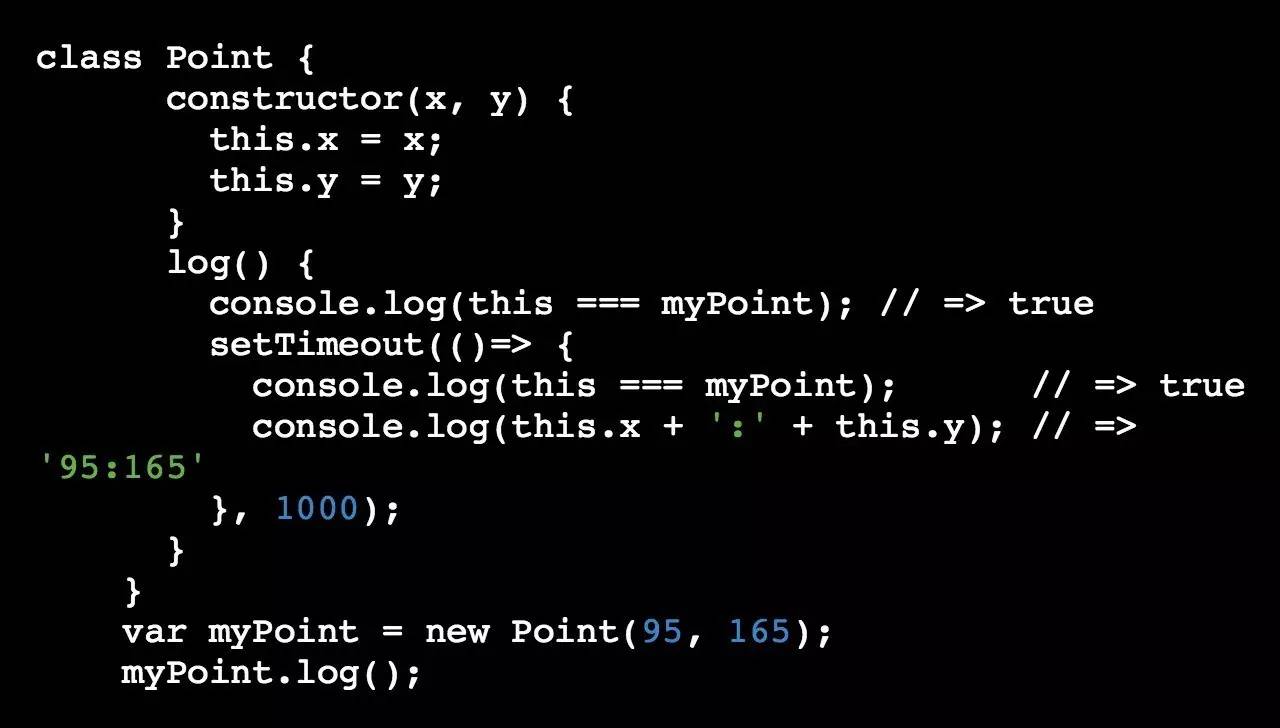 class Point {
      constructor(x, y) {
        this.x = x;
        this.y = y;
      }
      log() {
        console.log(this === myPoint); // => true
        setTimeout(()=> {
          console.log(this === myPoint);      // => true
          console.log(this.x + ':' + this.y); // =>
'95:165'
        }, 1000);
      }
    }
    var myPoint = new Point(95, 165);
    myPoint.log();